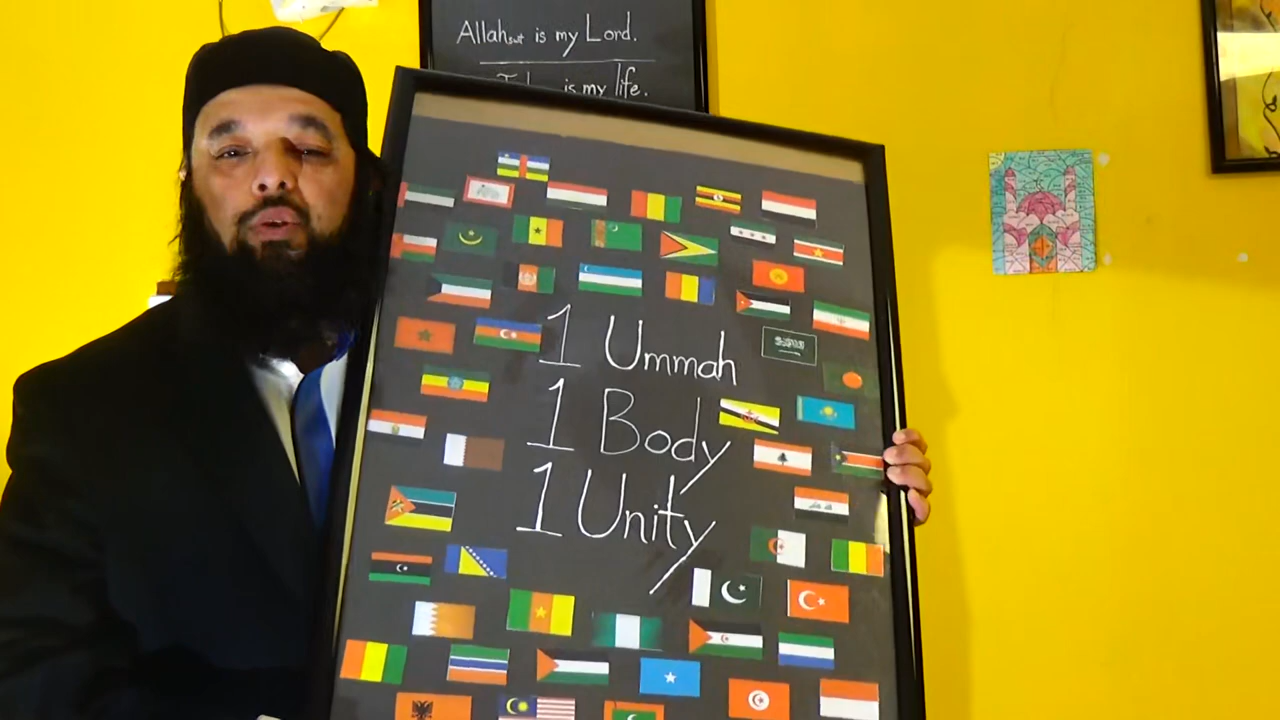 Allah swt is my Lord.
is my life.
1 Ummah
1 Body
1 Unity